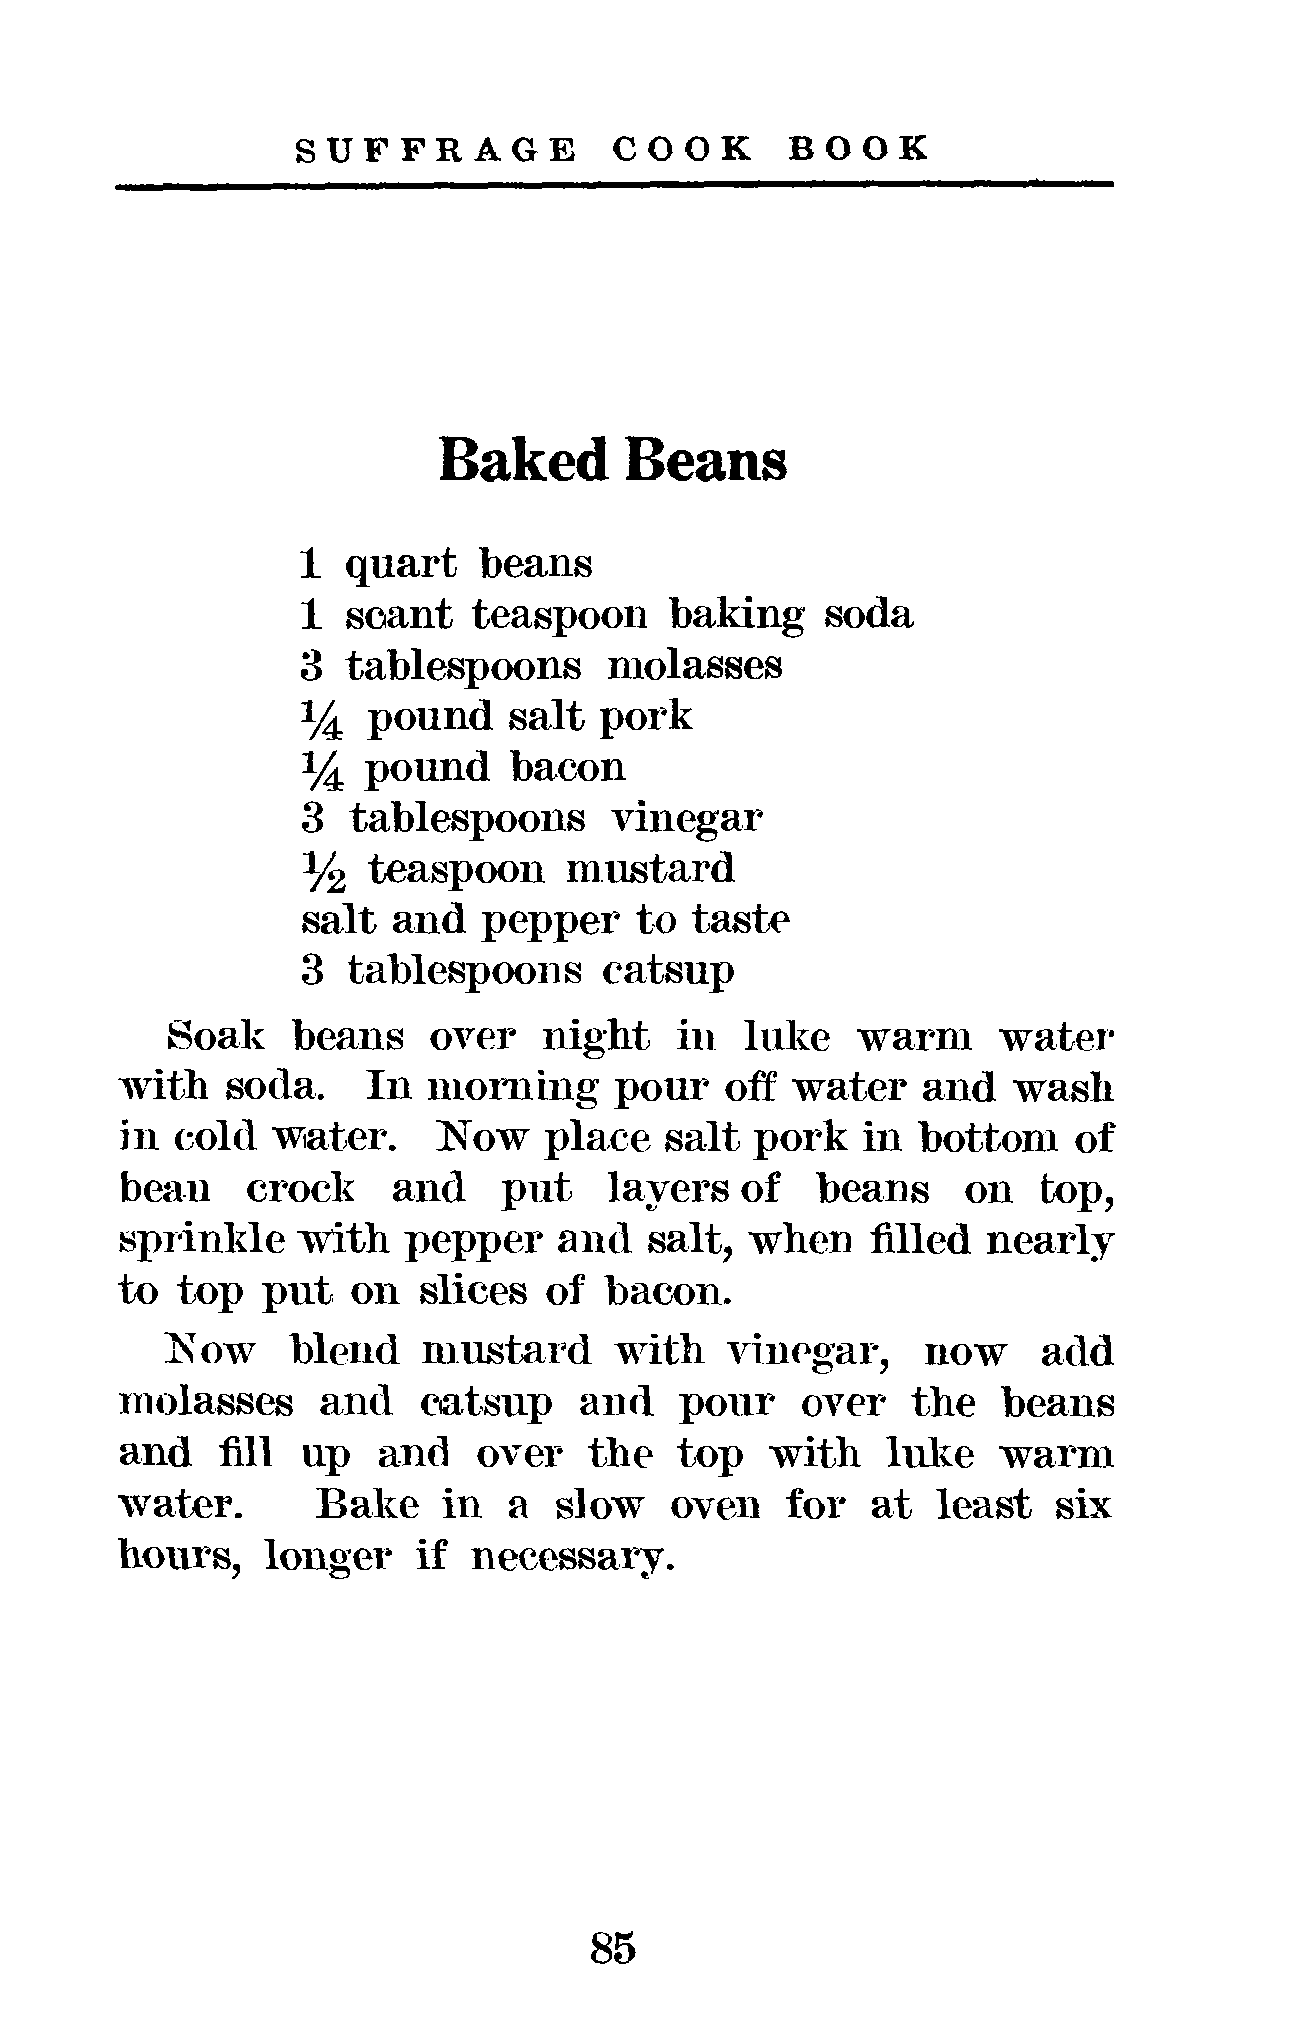 SUFFRAGE COOK BOOK
Baked Beans
1 quart beans
1 scant teaspoon baking soda
3 tablespoons molasses
¼ pound salt pork
¼ pound bacon
3 tablespoons vinegar
½ teaspoon mustard
salt and pepper to taste
3 tablespoons catsup
Soak beans over night in luke warm water
with soda. In morning pour off water and wash
in cold water. Now place salt pork in bottom of
bean crock and put layers of beans on top,
sprinkle with pepper and salt, when filled nearly
to top put on slices of bacon.
Now blend mustard with vinegar, now add
molasses and catsup and pour over the beans
and fill up and over the top with luke warm
water. Bake in a slow oven for at least six
hours, longer if necessary.
85